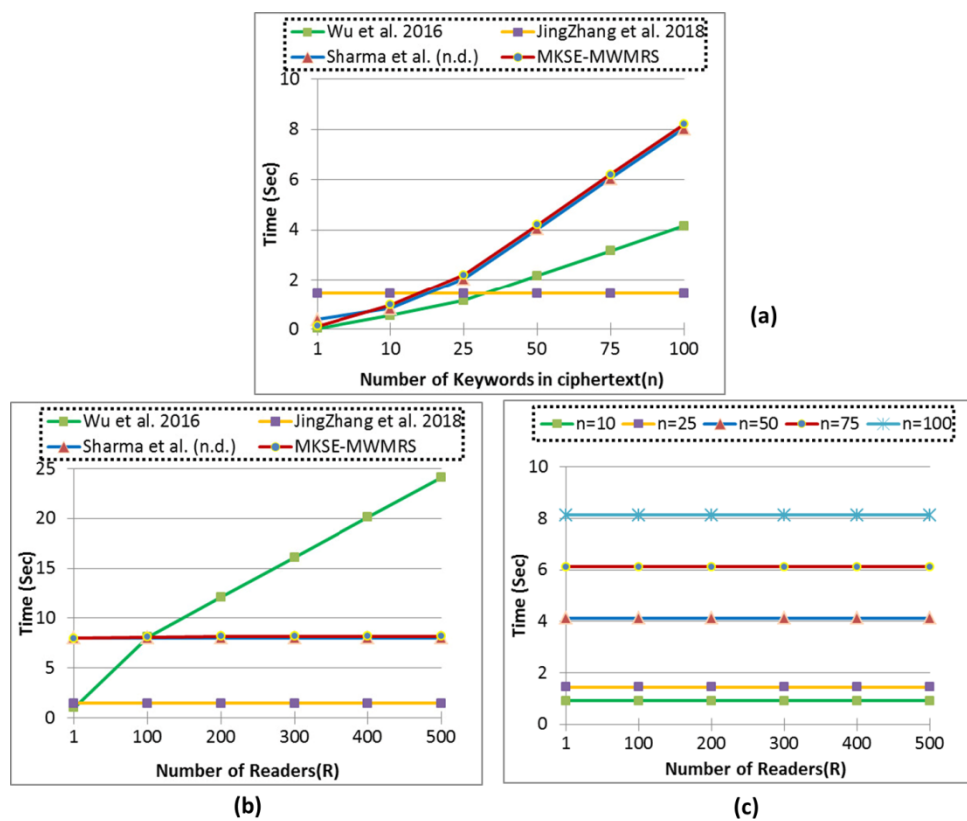 Wu et al. 2016 JingZhang et al. 2018
Sharma et al. (n.d.) MKSE-MWMRS
10
8
6
4
2
0
Time (Sec)
1 10 25 50 75 100
Number of Keywords in ciphertext(n)
(a)
Wu et al. 2016 JingZhang et al. 2018
Sharma et al. (n.d.) MKSE-MWMRS
25
20
15
10
5
0
Time (Sec)
1 100 200 300 400 500
Number of Readers(R)
(b)
n=10 n=25 n=50 n=75 n=100
10
8
6
4
2
0
Time (Sec)
1 100 200 300 400 500
Number of Readers(R)
(c)